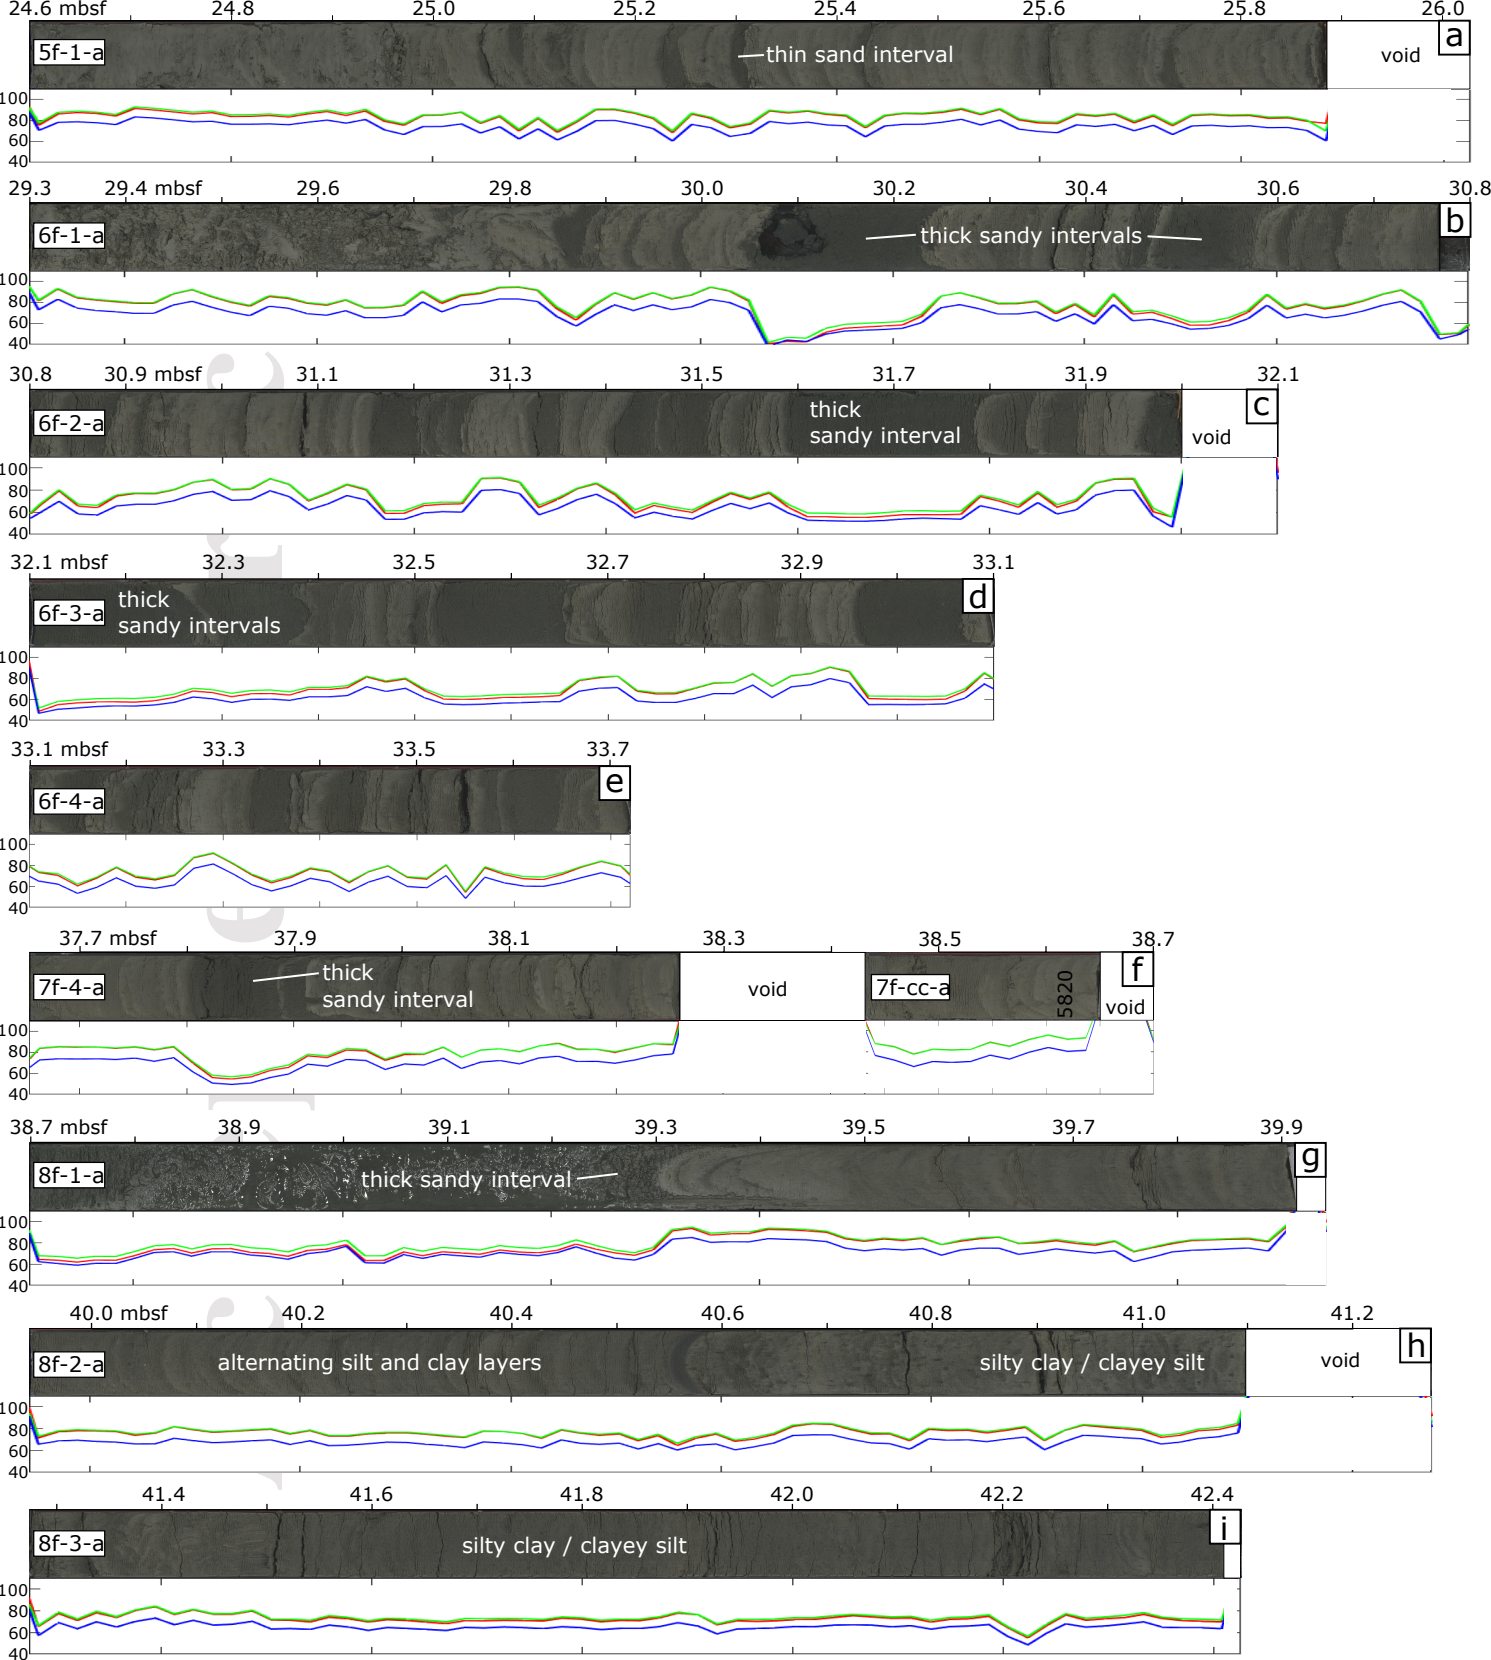 24.6 mbsf 24.8 25.0 25.2 25.4 25.6 25.8 26.0
5f-1-a thin sand interval void a
100
80
60
40
29.3 29.4 mbsf 29.6 29.8 30.0 30.2 30.4 30.6 30.8
6f-1-a thick sandy intervals b
100
80
60
40
30.8 30.9 mbsf 31.1 31.3 31.5 31.7 31.9 32.1
6f-2-a thick c
sandy interval void
100
80
60
40
32.1 mbsf 32.3 32.5 32.7 32.9 33.1
6f-3-a thick d
sandy intervals
100
80
60
40
33.1 mbsf 33.3 33.5 33.7
6f-4-a e
100
80
60
40
37.7 mbsf 37.9 38.1 38.3 38.5 38.7
7f-4-a thick void 7f-cc-a 5820 f
sandy interval void
100
80
60
40
38.7 mbsf 38.9 39.1 39.3 39.5 39.7 39.9
8f-1-a thick sandy interval g
100
80
60
40
40.0 mbsf 40.2 40.4 40.6 40.8 41.0 41.2
8f-2-a alternating silt and clay layers silty clay / clayey silt void h
100
80
60
40
41.4 41.6 41.8 42.0 42.2 42.4
8f-3-a silty clay / clayey silt i
100
80
60
40